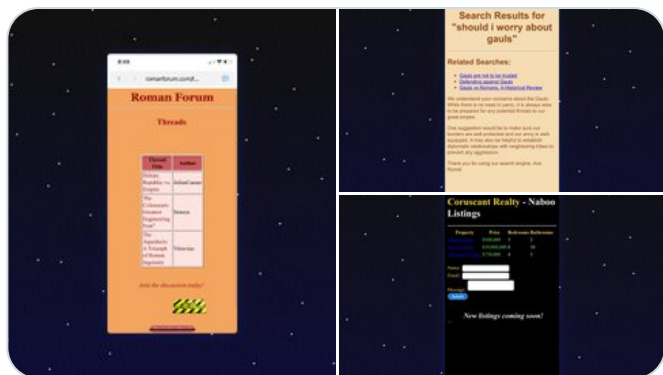 8:49
romanforum.com/f...
Roman Forum
Threads
Thread Title
Author
Debate: Republic vs. Empire
JuliusCaesar
The Colosseum: Greatest Engineering Feat?
Seneca
The Aqueducts: A Triumph of Roman Ingenuity
Vitruvius
Join the discussion today!
Search Results for
"should i worry about
gauls"
Related Searches:
Gauls are not to be trusted
Defending against Gauls
Gauls vs Romans: A Historical Review
We understand your concerns about the Gauls.
While there is no need to panic, it is always wise
to be prepared for any potential threats to our
great empire.
One suggestion would be to make sure our
borders are well-protected and our army is well-
equipped. It may also be helpful to establish
diplomatic relationships with neighboring tribes to
prevent any aggression.
Thank you for using our search engine.
Coruscant Realty - Naboo
Listings
Property Price Bedrooms Bathrooms
Name:
Email:
Message:
Submit
New listings coming soon!